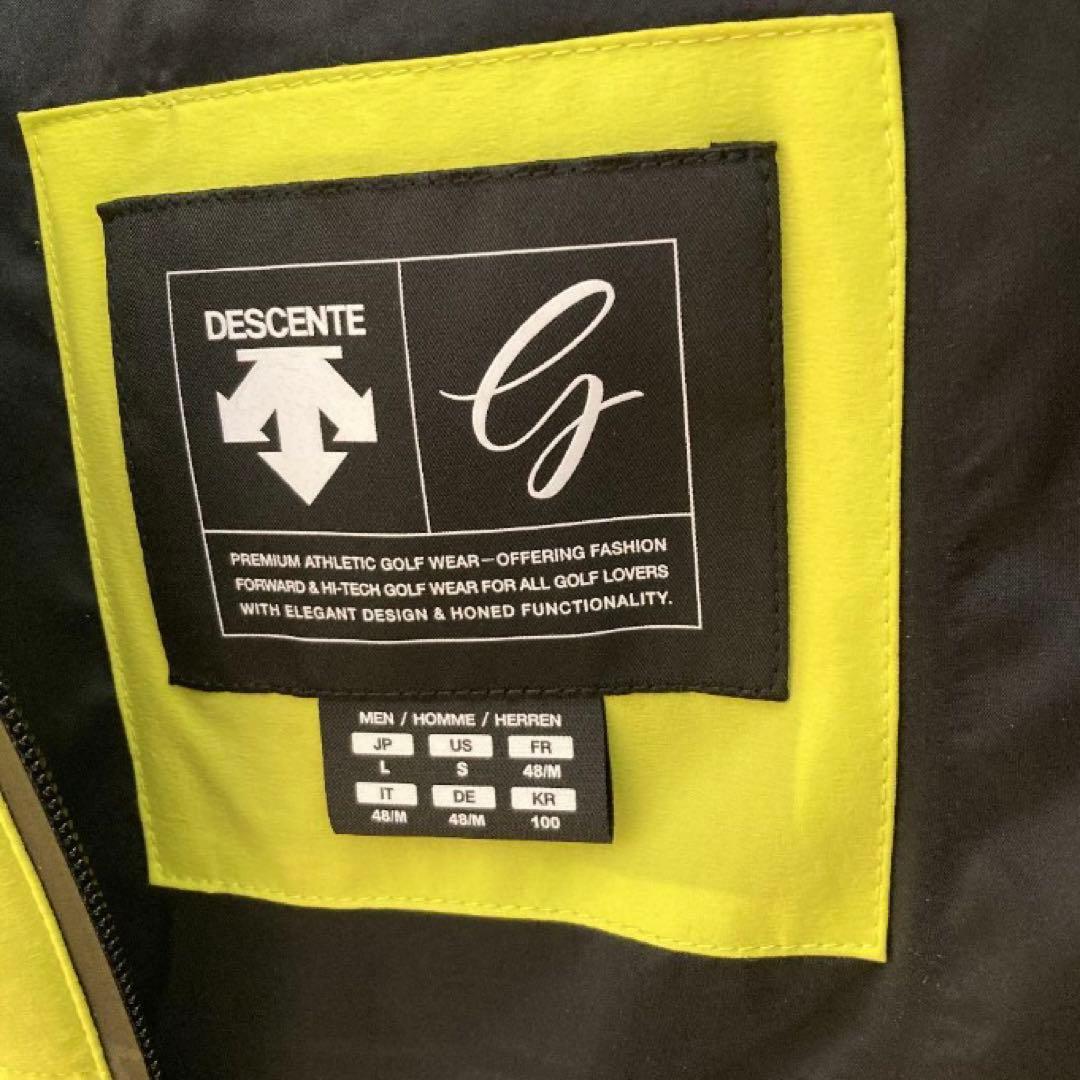 DESCENTE
G
PREMIUM ATHLETIC GOLF WEAR—OFFERING FASHION
FORWARD & HI-TECH GOLF WEAR FOR ALL GOLF LOVERS
WITH ELEGANT DESIGN & HONED FUNCTIONALITY.
MEN / HOMME / HERREN
JP US FR
L S 48/M
IT DE KR
48/M 48/M 100